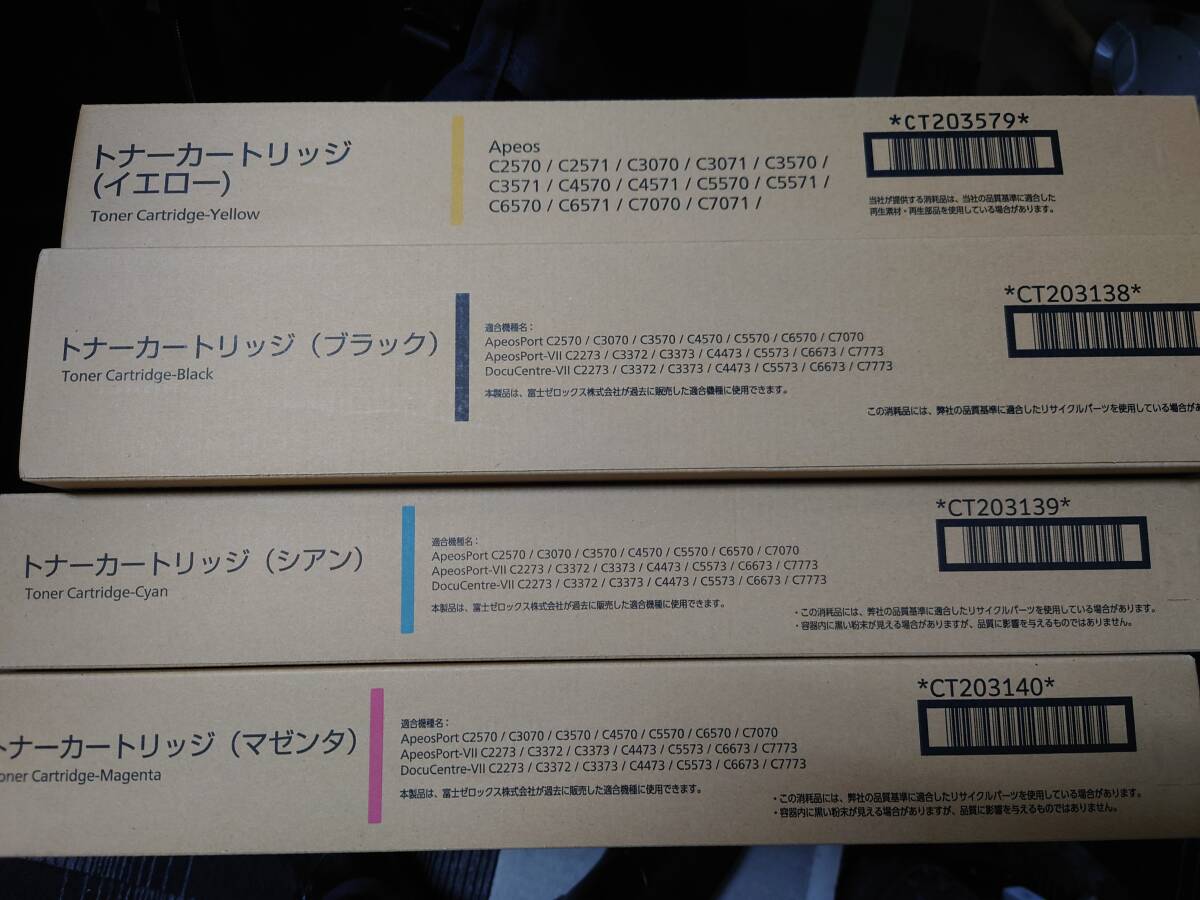 トナーカートリッジ
(イエロー)
Toner Cartridge-Yellow
Apeos
C2570 / C2571 / C3070 / C3071 / C3570 /
C3571 / C4570 / C4571 / C5570 / C5571 /
C6570 / C6571 / C7070 / C7071 /
*CT203579*
当社が提供する消耗品は、当社の品質基準に適合した
再生素材・再生部品を使用している場合があります。
トナーカートリッジ（ブラック）
Toner Cartridge-Black
適合機種名：
ApeosPort C2570 / C3070 / C3570 / C4570 / C5570 / C6570 / C7070
ApeosPort-VII C2273 / C3372 / C3373 / C4473 / C5573 / C6673 / C7773
DocuCentre-VII C2273 / C3372 / C3373 / C4473 / C5573 / C6673 / C7773
本製品は、富士ゼロックス株式会社が過去に販売した適合機種に使用できます。
*CT203138*
この消耗品には、弊社の品質基準に適合したリサイクルパーツを使用している場合があ
トナーカートリッジ（シアン）
Toner Cartridge-Cyan
適合機種名：
ApeosPort C2570 / C3070 / C3570 / C4570 / C5570 / C6570 / C7070
ApeosPort-VII C2273 / C3372 / C3373 / C4473 / C5573 / C6673 / C7773
DocuCentre-VII C2273 / C3372 / C3373 / C4473 / C5573 / C6673 / C7773
本製品は、富士ゼロックス株式会社が過去に販売した適合機種に使用できます。
*CT203139*
・この消耗品には、弊社の品質基準に適合したリサイクルパーツを使用している場合があります。
・容器内に黒い粉末が見える場合がありますが、品質に影響を与えるものではありません。
トナーカートリッジ（マゼンタ）
oner Cartridge-Magenta
適合機種名：
ApeosPort C2570 / C3070 / C3570 / C4570 / C5570 / C6570 / C7070
ApeosPort-VII C2273 / C3372 / C3373 / C4473 / C5573 / C6673 / C7773
DocuCentre-VII C2273 / C3372 / C3373 / C4473 / C5573 / C6673 / C7773
本製品は、富士ゼロックス株式会社が過去に販売した適合機種に使用できます。
*CT203140*
・この消耗品には、弊社の品質基準に適合したリサイクルパーツを使用している場合があります。
・容器内に黒い粉末が見える場合がありますが、品質に影響を与えるものではありません。